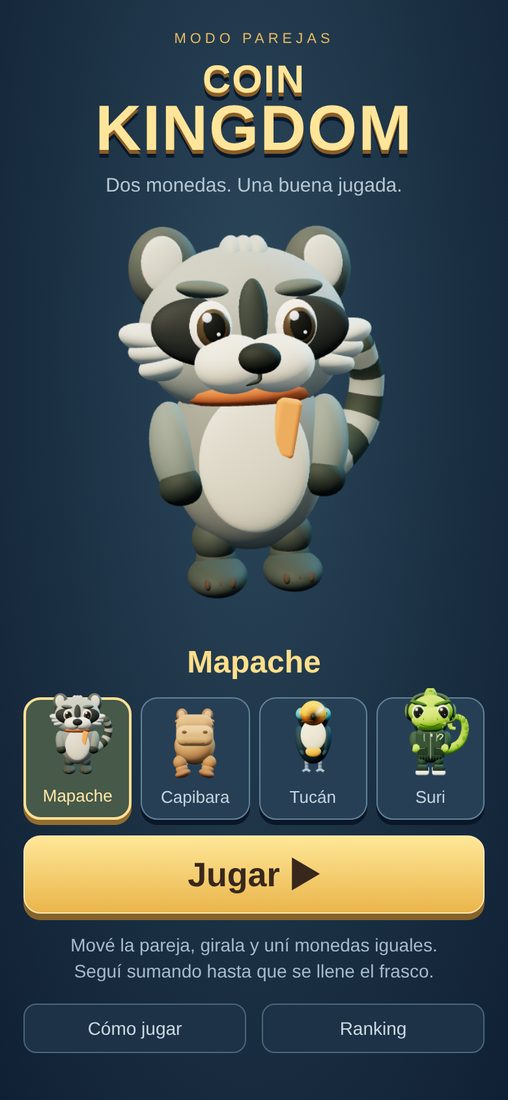 MODO PAREJAS
COIN
KINGDOM
Dos monedas. Una buena jugada.
Mapache
Mapache
Capibara
Tucán
Suri
Jugar
Mové la pareja, girala y uní monedas iguales.
Seguí sumando hasta que se llene el frasco.
Cómo jugar
Ranking